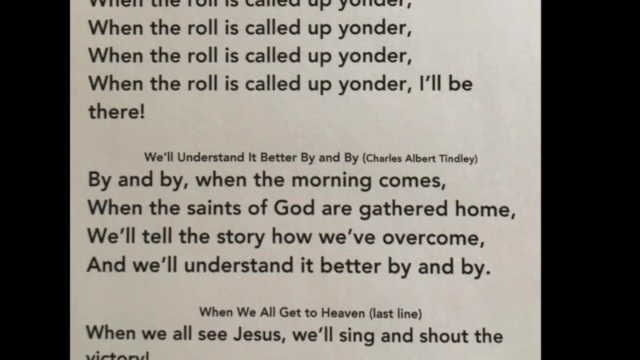 When the roll is called up yonder,
When the roll is called up yonder,
When the roll is called up yonder,
When the roll is called up yonder, I'll be
there!
We'll Understand It Better By and By (Charles Albert Tindley)
By and by, when the morning comes,
When the saints of God are gathered home,
We'll tell the story how we've overcome,
And we'll understand it better by and by.
When We All Get to Heaven (last line)
When we all see Jesus, we'll sing and shout the
victory!